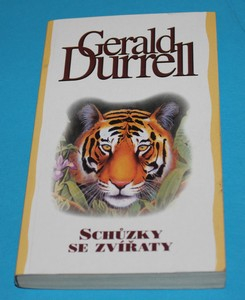 Gerald
Durrell
SCHŮZKY
SE ZVÍŘATY